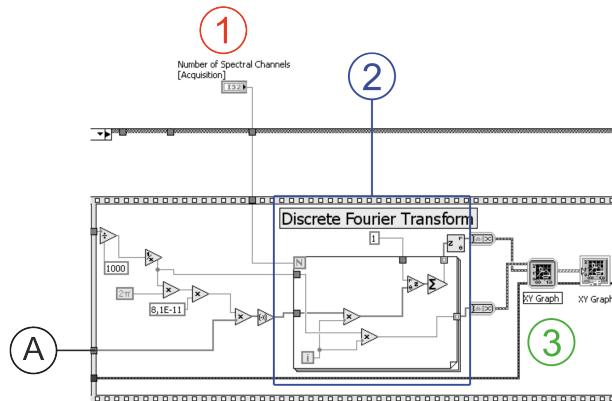 1
Number of Spectral Channels
[Acquisition]
I32
2
Discrete Fourier Transform
1
N
z
r
θ
1000
2π
8,1E-11
Σ
i
XY Graph
XY Graph
A
3